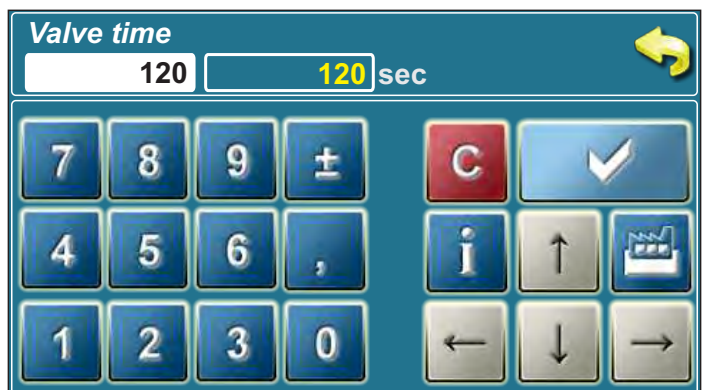 Valve time
120 120 sec
7 8 9 ± C
4 5 6 , i ↑
1 2 3 0 ← ↓ →